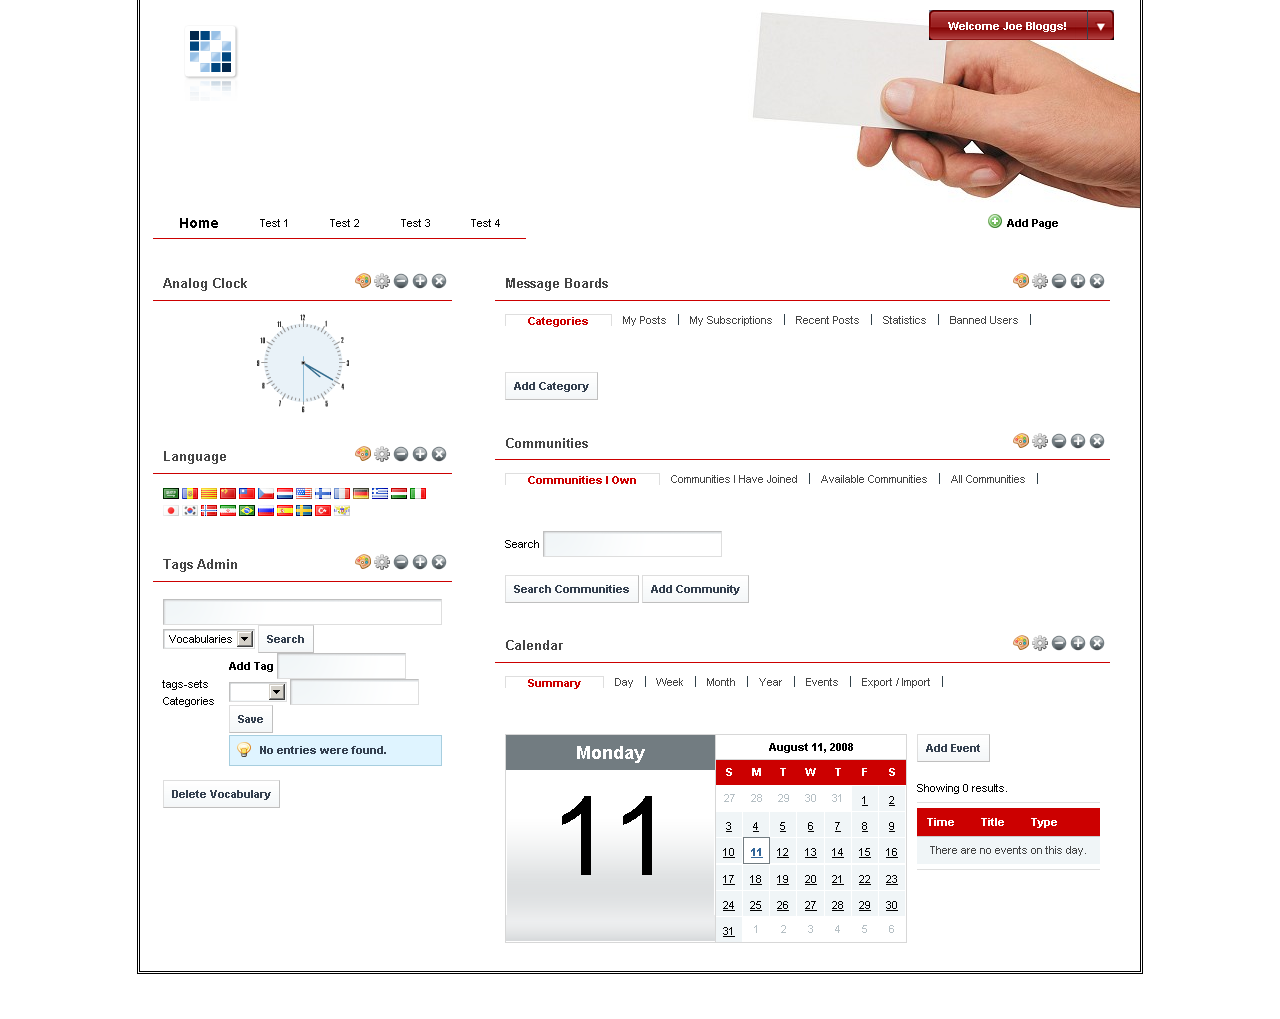 Welcome Joe Bloggs!
Home Test 1 Test 2 Test 3 Test 4 Add Page
Analog Clock
12
1
2
3
4
5
6
7
8
9
10
11
Language
Tags Admin
Vocabularies Search
Add Tag
tags-sets
Categories
Save
No entries were found.
Delete Vocabulary
Message Boards
Categories My Posts My Subscriptions Recent Posts Statistics Banned Users
Add Category
Communities
Communities I Own Communities I Have Joined Available Communities All Communities
Search
Search Communities Add Community
Calendar
Summary Day Week Month Year Events Export / Import
Monday
11
August 11, 2008
S M T W T F S
27 28 29 30 31 1 2
3 4 5 6 7 8 9
10 11 12 13 14 15 16
17 18 19 20 21 22 23
24 25 26 27 28 29 30
31 1 2 3 4 5 6
Add Event
Showing 0 results.
Time Title Type
There are no events on this day.